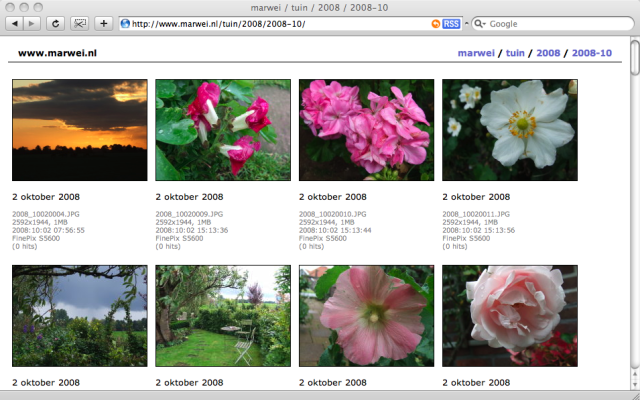 marwei / tuin / 2008 / 2008-10
http://www.marwei.nl/tuin/2008/2008-10/
RSS
Google
www.marwei.nl
marwei / tuin / 2008 / 2008-10
2 oktober 2008
2008_10020004.JPG
2592x1944, 1MB
2008:10:02 07:56:55
FinePix S5600
(0 hits)
2 oktober 2008
2008_10020009.JPG
2592x1944, 1MB
2008:10:02 15:13:36
FinePix S5600
(0 hits)
2 oktober 2008
2008_10020010.JPG
2592x1944, 1MB
2008:10:02 15:13:44
FinePix S5600
(0 hits)
2 oktober 2008
2008_10020011.JPG
2592x1944, 1MB
2008:10:02 15:13:56
FinePix S5600
(0 hits)
2 oktober 2008
2 oktober 2008
2 oktober 2008
2 oktober 2008